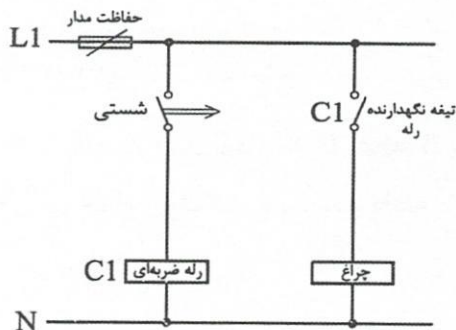 حفاظت مدار
L1
شستی
C1
تیغه نگهدارنده
رله
C1
رله ضربه‌ای
چراغ
N